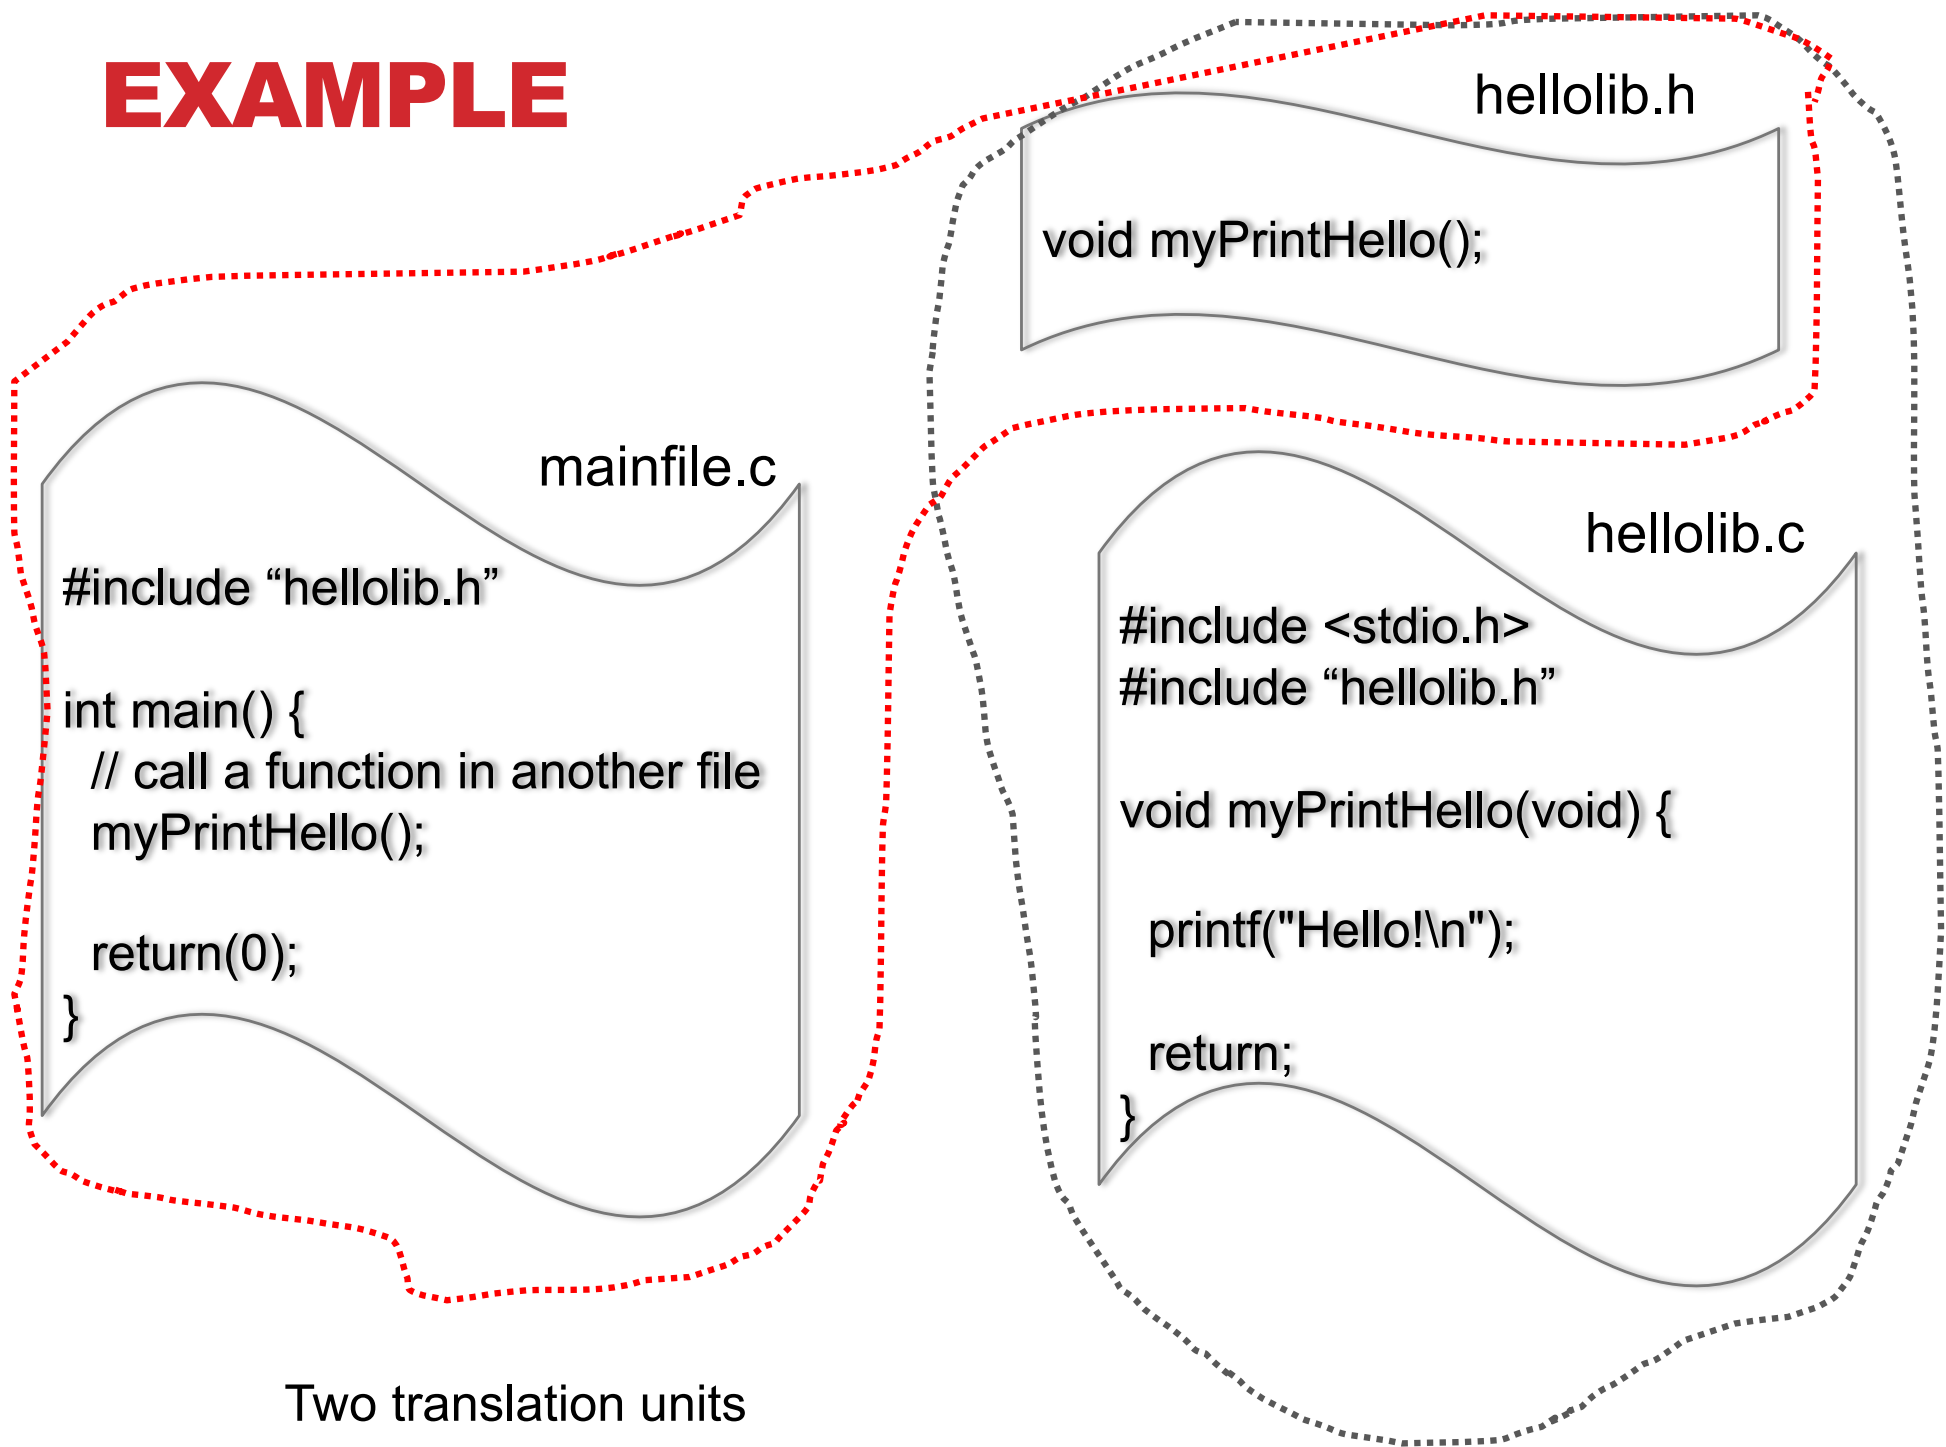 EXAMPLE
hellolib.h
void myPrintHello();
mainfile.c
#include “hellolib.h”
int main() {
// call a function in another file
myPrintHello();
return(0);
}
hellolib.c
#include <stdio.h>
#include “hellolib.h”
void myPrintHello(void) {
printf("Hello!\n");
return;
}
Two translation units